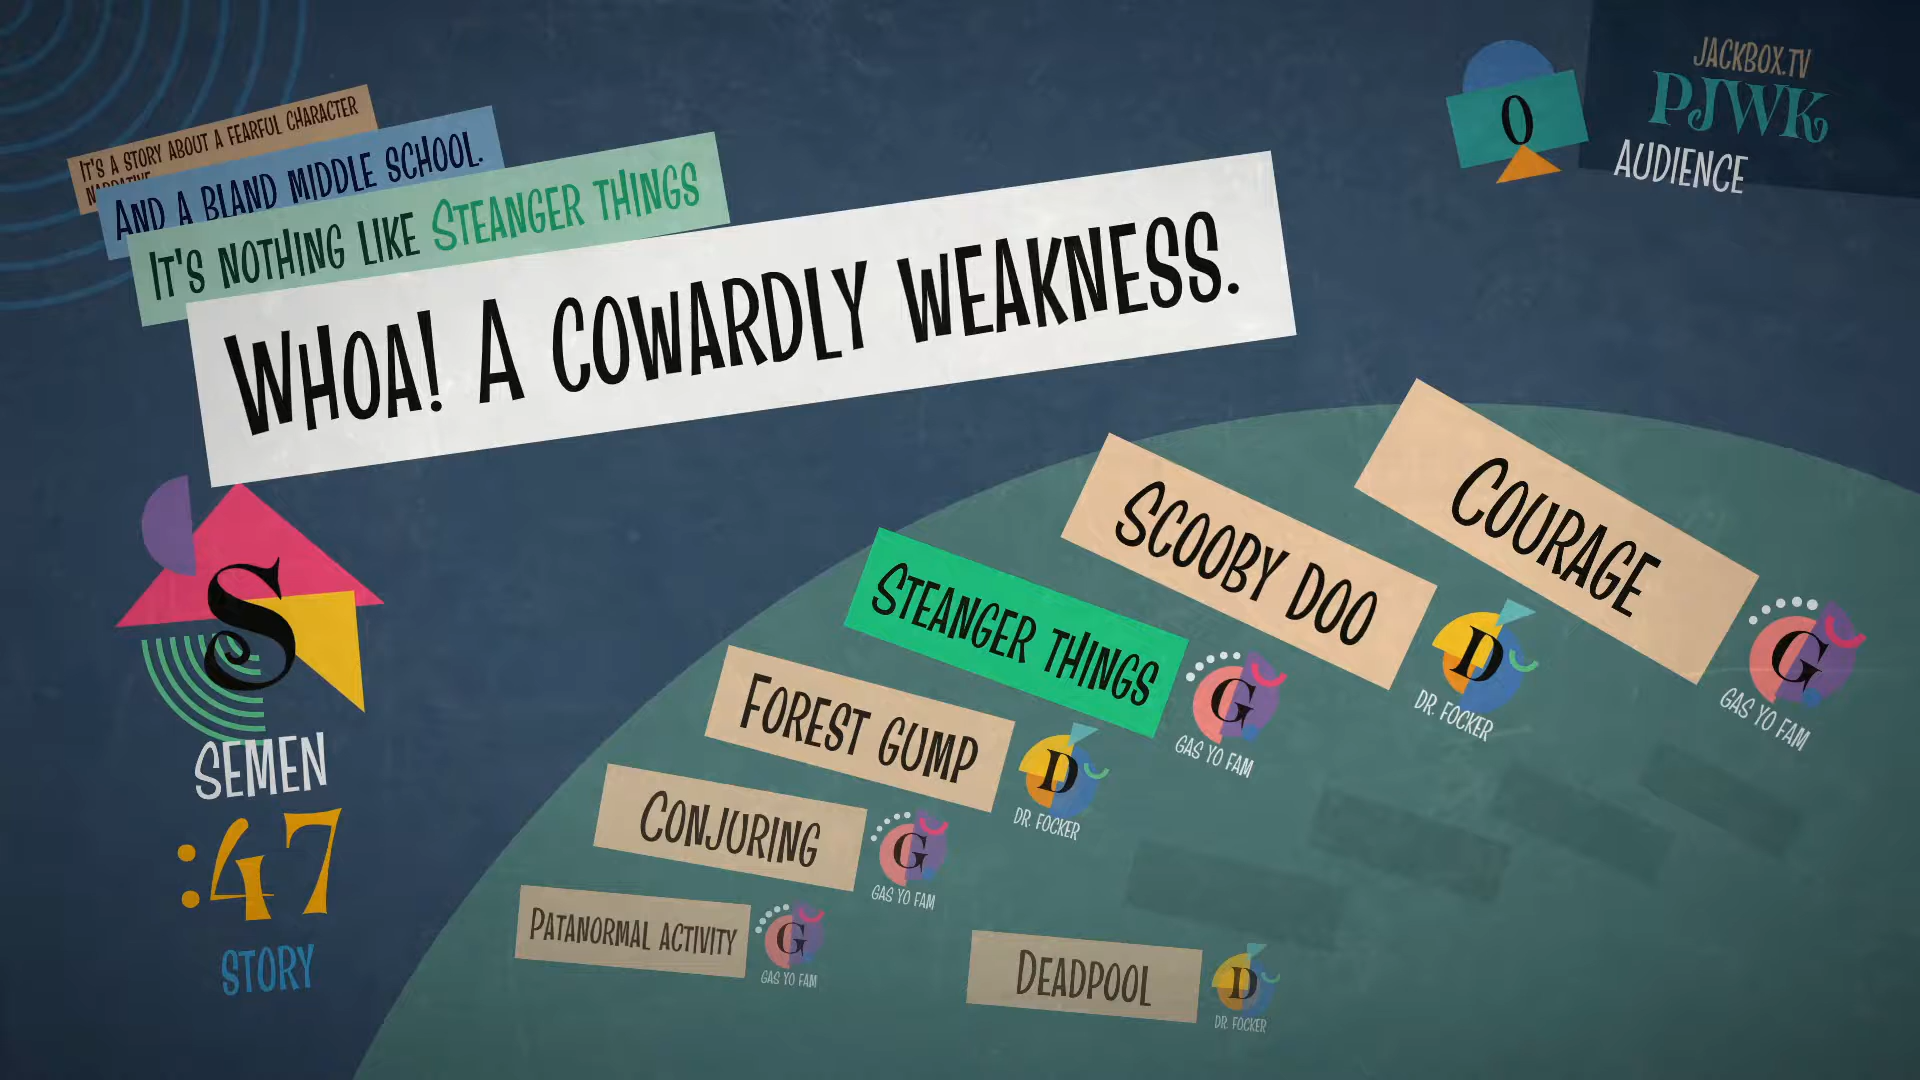 JACKBOX.TV
PJWK
0
AUDIENCE
IT'S A STORY ABOUT A FEARFUL CHARACTER
NARRATIVE
AND A BLAND MIDDLE SCHOOL.
IT'S NOTHING LIKE STEANGER THINGS
WHOA! A COWARDLY WEAKNESS.
S
SEMEN
:47
STORY
COURAGE
G
GAS YO FAM
SCOOBY DOO
D
DR. FOCKER
STEANGER THINGS
G
GAS YO FAM
FOREST GUMP
D
DR. FOCKER
CONJURING
G
GAS YO FAM
PATANORMAL ACTIVITY
G
GAS YO FAM
DEADPOOL
D
DR. FOCKER